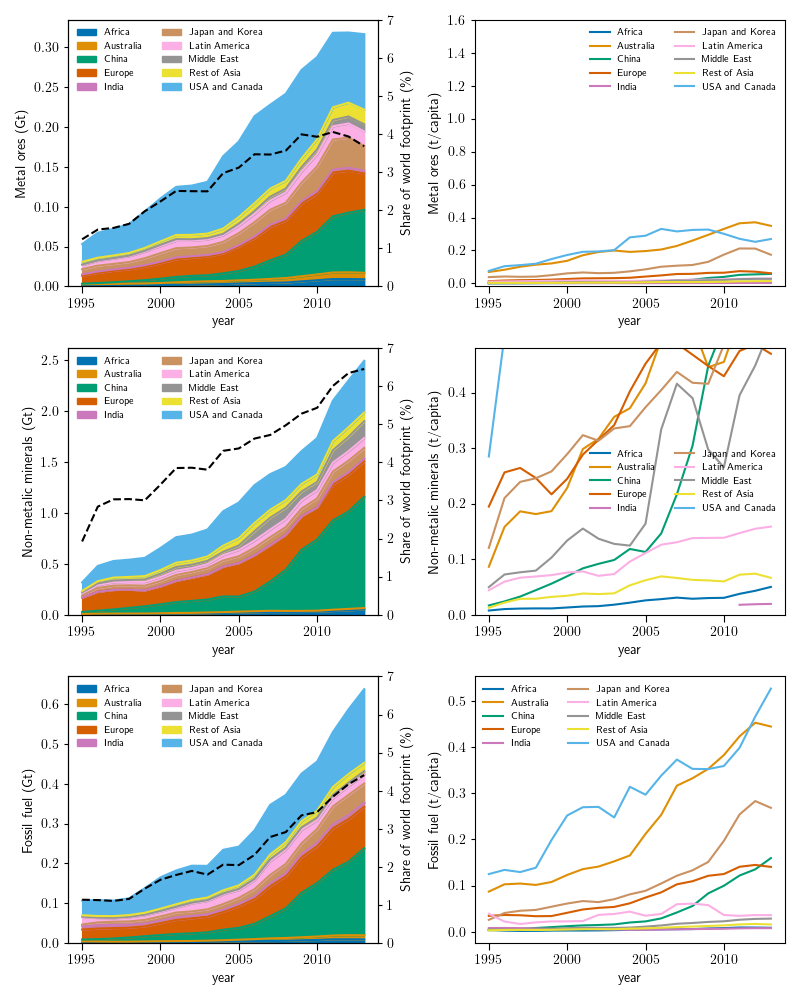 Metal ores (Gt)
0.30
0.25
0.20
0.15
0.10
0.05
0.00
Africa
Australia
China
Europe
India
Japan and Korea
Latin America
Middle East
Rest of Asia
USA and Canada
7
6
5
4
3
2
1
0
Share of world footprint (%)
1995
2000
2005
2010
year
Metal ores (t/capita)
1.6
1.4
1.2
1.0
0.8
0.6
0.4
0.2
0.0
Africa
Australia
China
Europe
India
Japan and Korea
Latin America
Middle East
Rest of Asia
USA and Canada
1995
2000
2005
2010
year
Non-metalic minerals (Gt)
2.5
2.0
1.5
1.0
0.5
0.0
Africa
Australia
China
Europe
India
Japan and Korea
Latin America
Middle East
Rest of Asia
USA and Canada
7
6
5
4
3
2
1
0
Share of world footprint (%)
1995
2000
2005
2010
year
Non-metalic minerals (t/capita)
0.4
0.3
0.2
0.1
0.0
Africa
Australia
China
Europe
India
Japan and Korea
Latin America
Middle East
Rest of Asia
USA and Canada
1995
2000
2005
2010
year
Fossil fuel (Gt)
0.6
0.5
0.4
0.3
0.2
0.1
0.0
Africa
Australia
China
Europe
India
Japan and Korea
Latin America
Middle East
Rest of Asia
USA and Canada
7
6
5
4
3
2
1
0
Share of world footprint (%)
1995
2000
2005
2010
year
Fossil fuel (t/capita)
0.5
0.4
0.3
0.2
0.1
0.0
Africa
Australia
China
Europe
India
Japan and Korea
Latin America
Middle East
Rest of Asia
USA and Canada
1995
2000
2005
2010
year